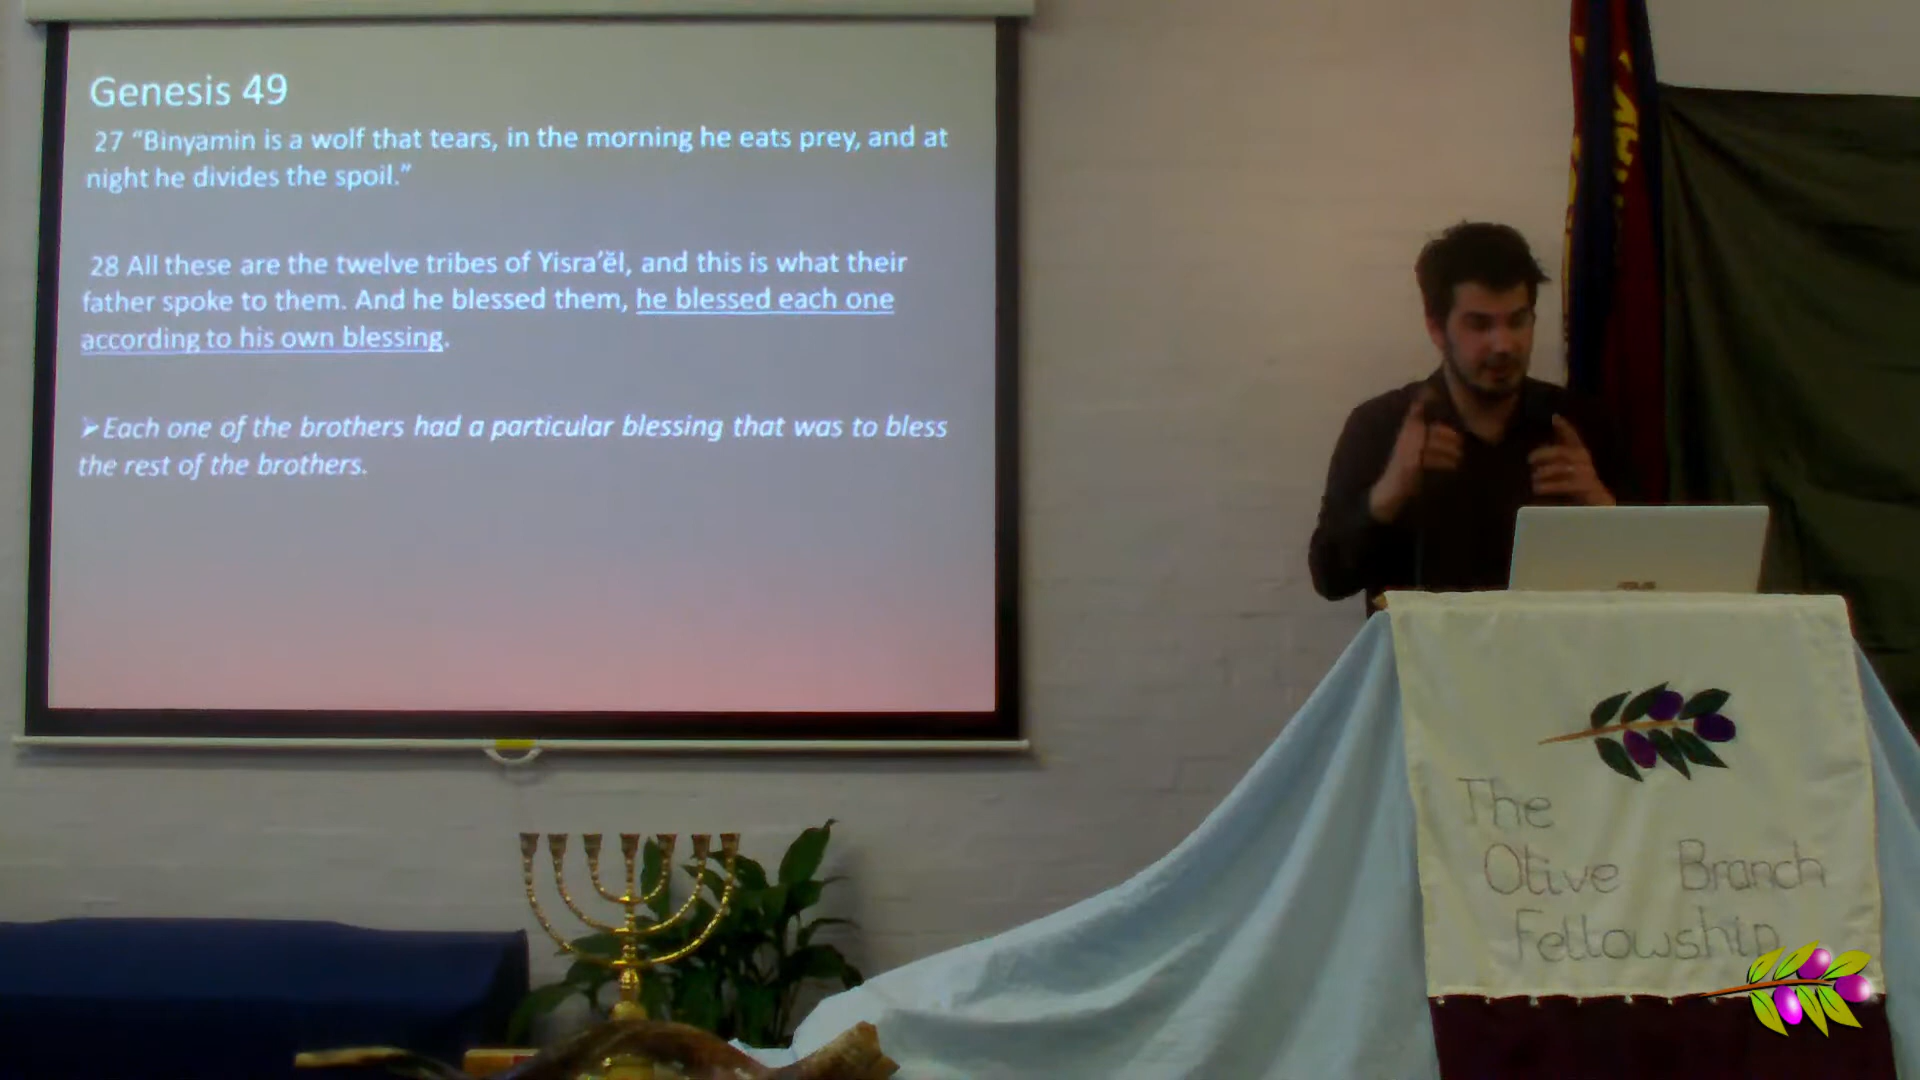 Genesis 49
27 “Binyamin is a wolf that tears, in the morning he eats prey, and at
night he divides the spoil.”
28 All these are the twelve tribes of Yisra’ĕl, and this is what their
father spoke to them. And he blessed them, he blessed each one
according to his own blessing.
➤Each one of the brothers had a particular blessing that was to bless
the rest of the brothers.
The
Olive Branch
Fellowship